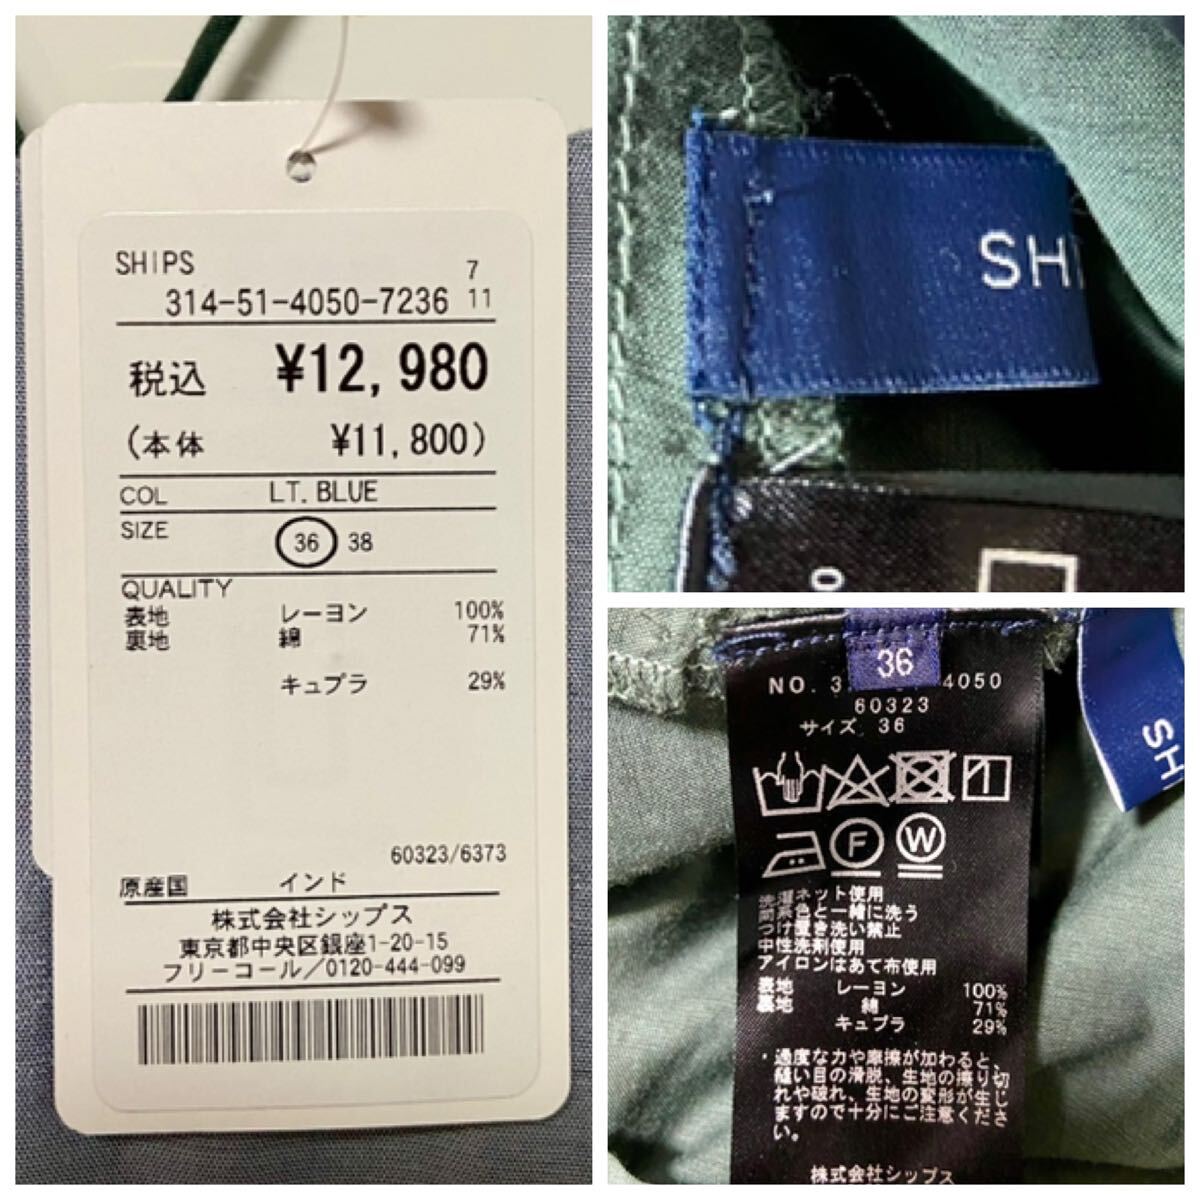 SHIPS
7
314-51-4050-7236 11
税込 ¥12,980
(本体 ¥11,800)
COL LT. BLUE
SIZE 36 38
QUALITY
表地 レーヨン 100%
裏地 綿 71%
キュプラ 29%
60323/6373
原産国 インド
株式会社シップス
東京都中央区銀座1-20-15
フリーコール/0120-444-099
SHI
36
NO. 3 4050
60323
サイズ 36
F W
洗濯ネット使用
同系色と一緒に洗う
つけ置き洗い禁止
中性洗剤使用
アイロンはあて布使用
表地 レーヨン 100%
裏地 綿 71%
キュプラ 29%
・過度な力や摩擦が加わると、
縫い目の滑脱、生地の擦り切
れや破れ、生地の変形が生じ
ますので十分にご注意くださ
い。
株式会社シップス
SH